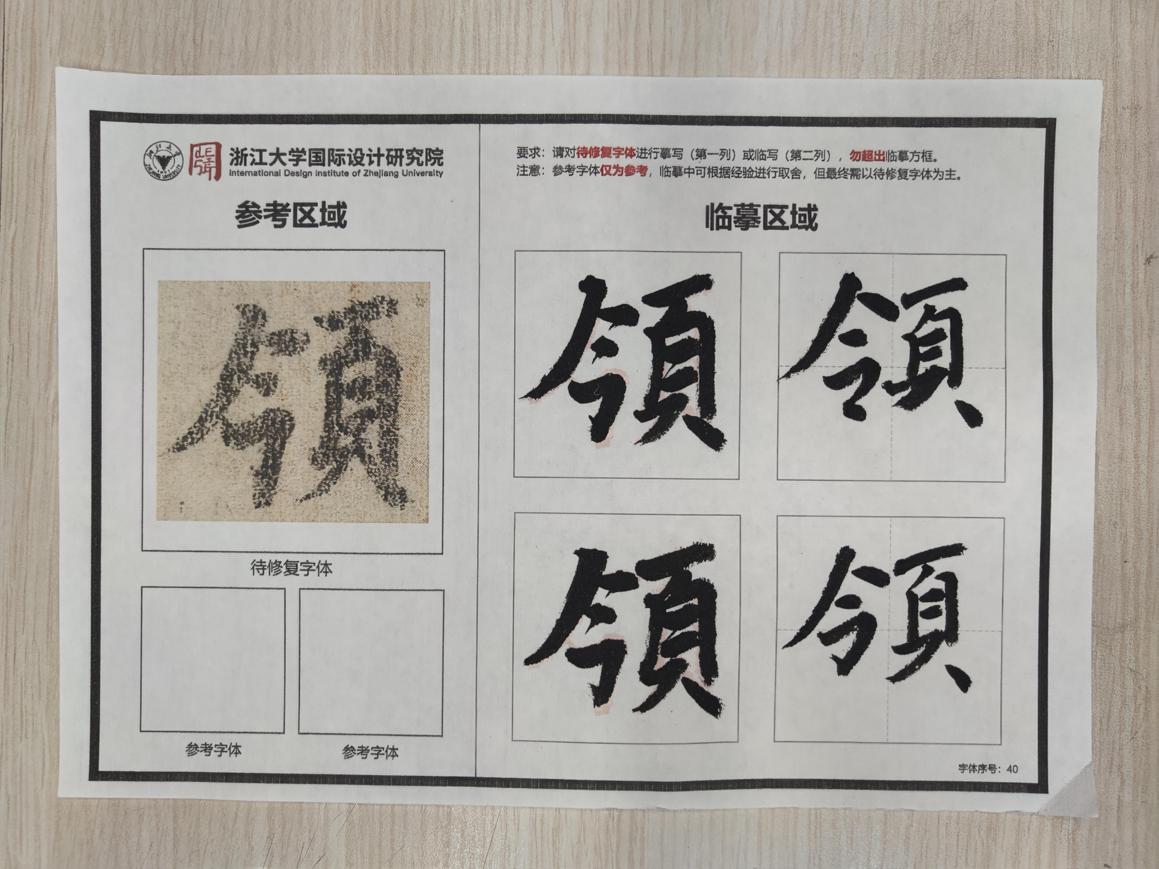 浙江大学国际设计研究院
International Design Institute of Zhejiang University
参考区域
領
待修复字体
参考字体
参考字体
要求：请对待修复字体进行摹写（第一列）或临写（第二列），勿超出临摹方框。
注意：参考字体仅为参考，临摹中可根据经验进行取舍，但最终需以待修复字体为主。
临摹区域
領 領
領 領
字体序号：40